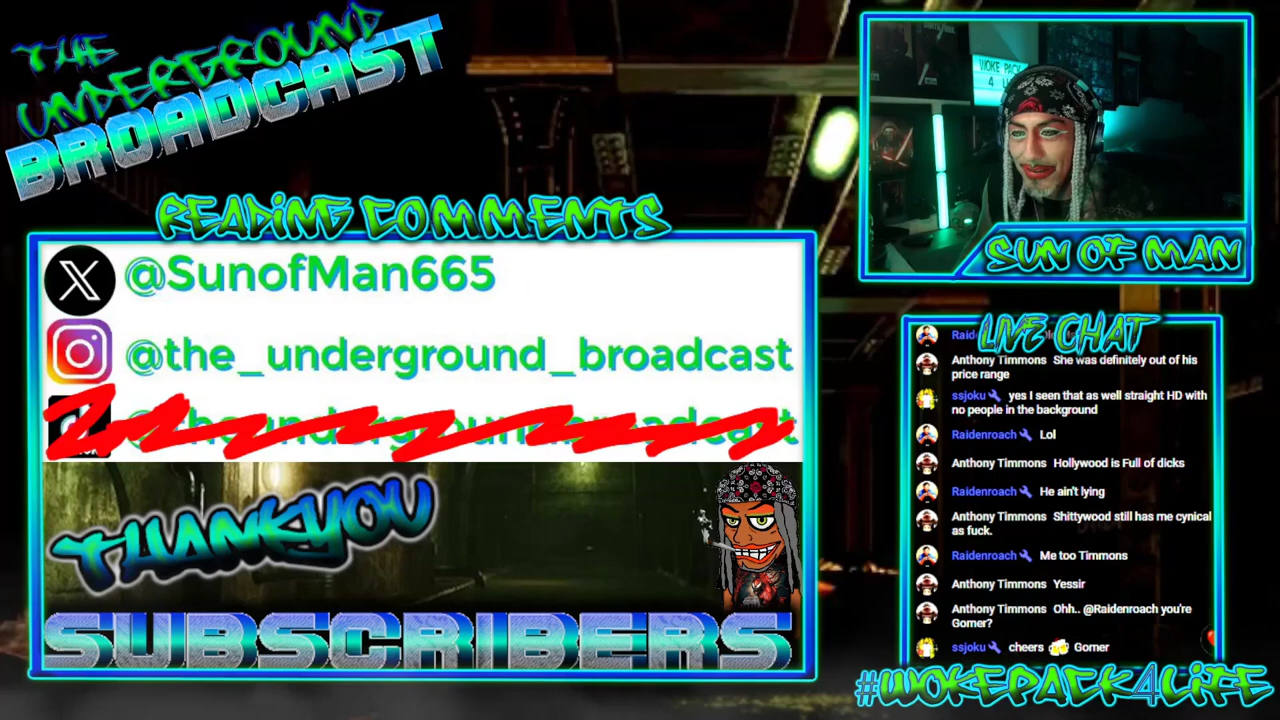 THE
UNDERGROUND
BROADCAST
READING COMMENTS
@SunofMan665
@the_underground_broadcast
THANKYOU
SUBSCRIBERS
WOKE PACK
4
SUN OF MAN
LIVE CHAT
Anthony Timmons She was definitely out of his
price range
ssjoku yes I seen that as well straight HD with
no people in the background
Raidenroach Lol
Anthony Timmons Hollywood is Full of dicks
Raidenroach He ain't lying
Anthony Timmons Shittywood still has me cynical
as fuck.
Raidenroach Me too Timmons
Anthony Timmons Yessir
Anthony Timmons Ohh.. @Raidenroach you're
Gomer?
ssjoku cheers 🍻 Gomer
#WOKEPACK4LIFE